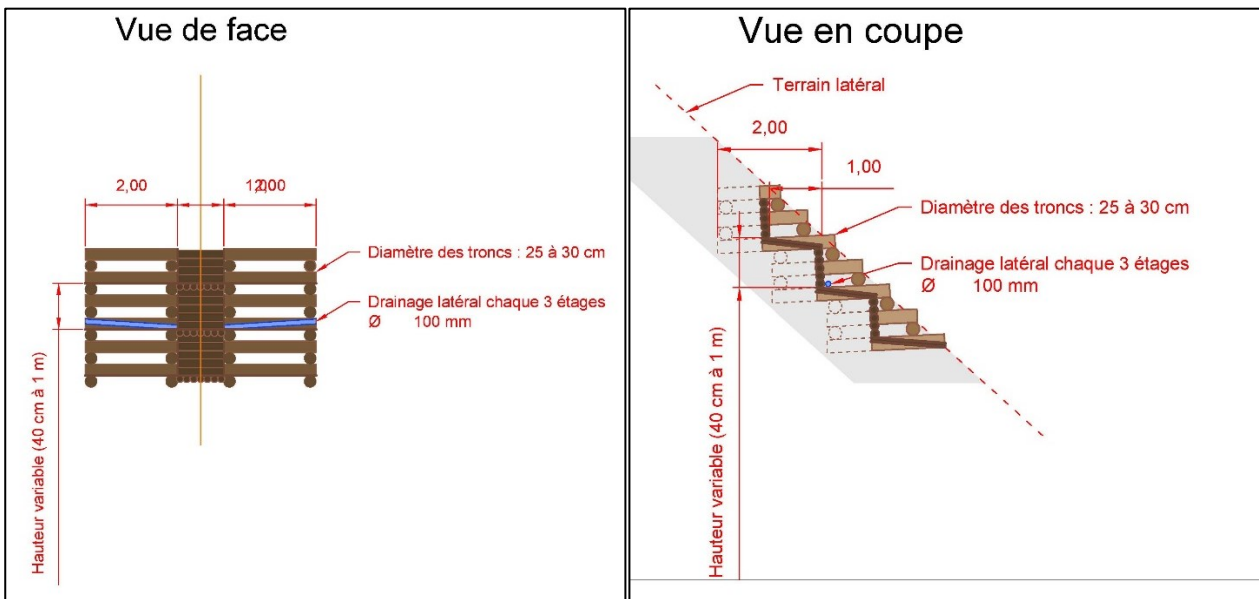 Vue de face
2,00
2,00
Diamètre des troncs : 25 à 30 cm
Drainage latéral chaque 3 étages
Ø 100 mm
Hauteur variable (40 cm à 1 m)
Vue en coupe
Terrain latéral
2,00
1,00
Diamètre des troncs : 25 à 30 cm
Drainage latéral chaque 3 étages
Ø 100 mm
Hauteur variable (40 cm à 1 m)